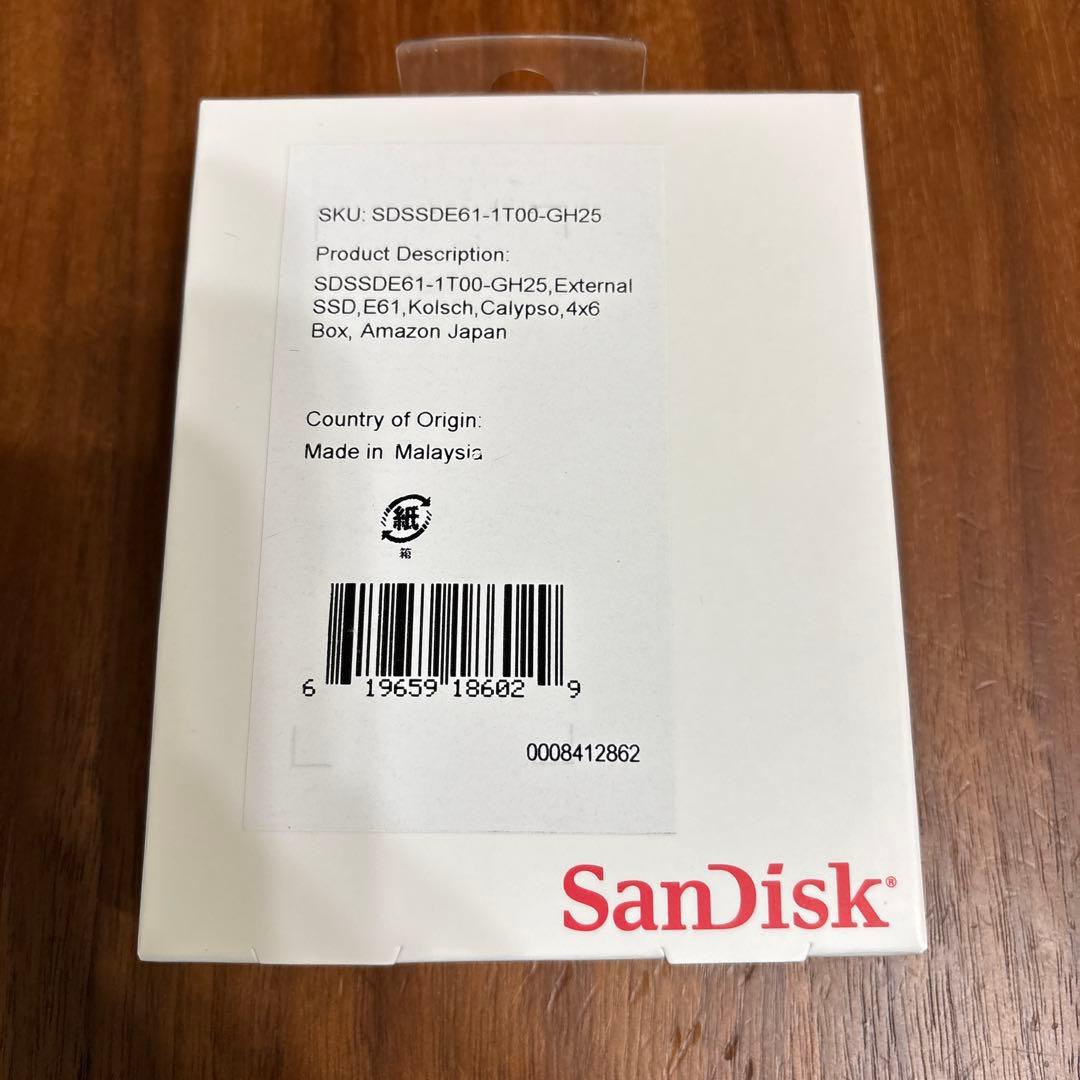 SKU: SDSSDE61-1T00-GH25
Product Description:
SDSSDE61-1T00-GH25,External
SSD,E61,Kolsch,Calypso,4x6
Box, Amazon Japan
Country of Origin:
Made in Malaysia
紙
箱
6 19659 18602 9
0008412862
SanDisk®